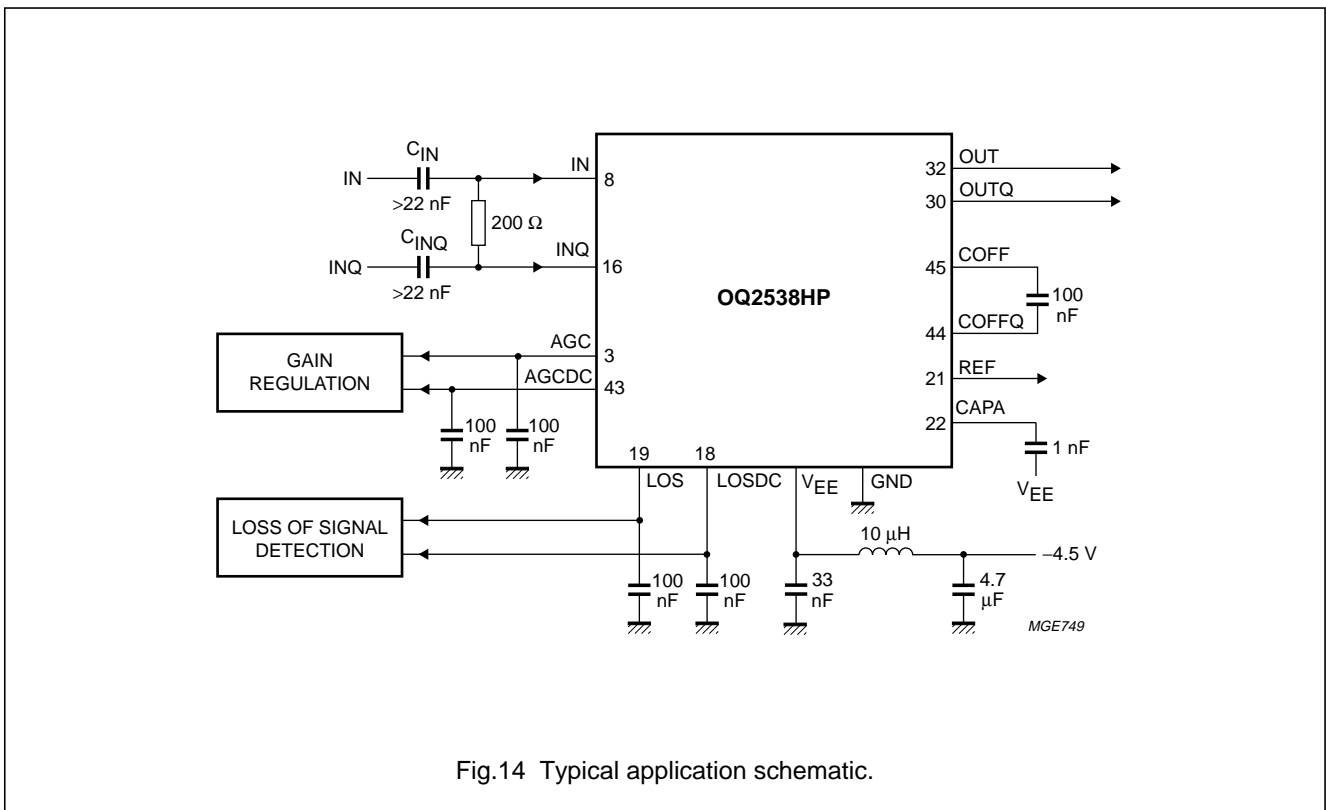 C_IN
IN
>22 nF
IN
8
200 Ω
C_INQ
INQ
>22 nF
INQ
16
OQ2538HP
32
OUT
30
OUTQ
45
COFF
100
nF
44
COFFQ
21
REF
22
CAPA
1 nF
V_EE
GAIN
REGULATION
AGC
3
AGCDC
43
100
nF
100
nF
19
LOS
18
LOSDC
V_EE
GND
LOSS OF SIGNAL
DETECTION
100
nF
100
nF
33
nF
10 μH
–4.5 V
4.7
μF
MGE749
Fig.14 Typical application schematic.